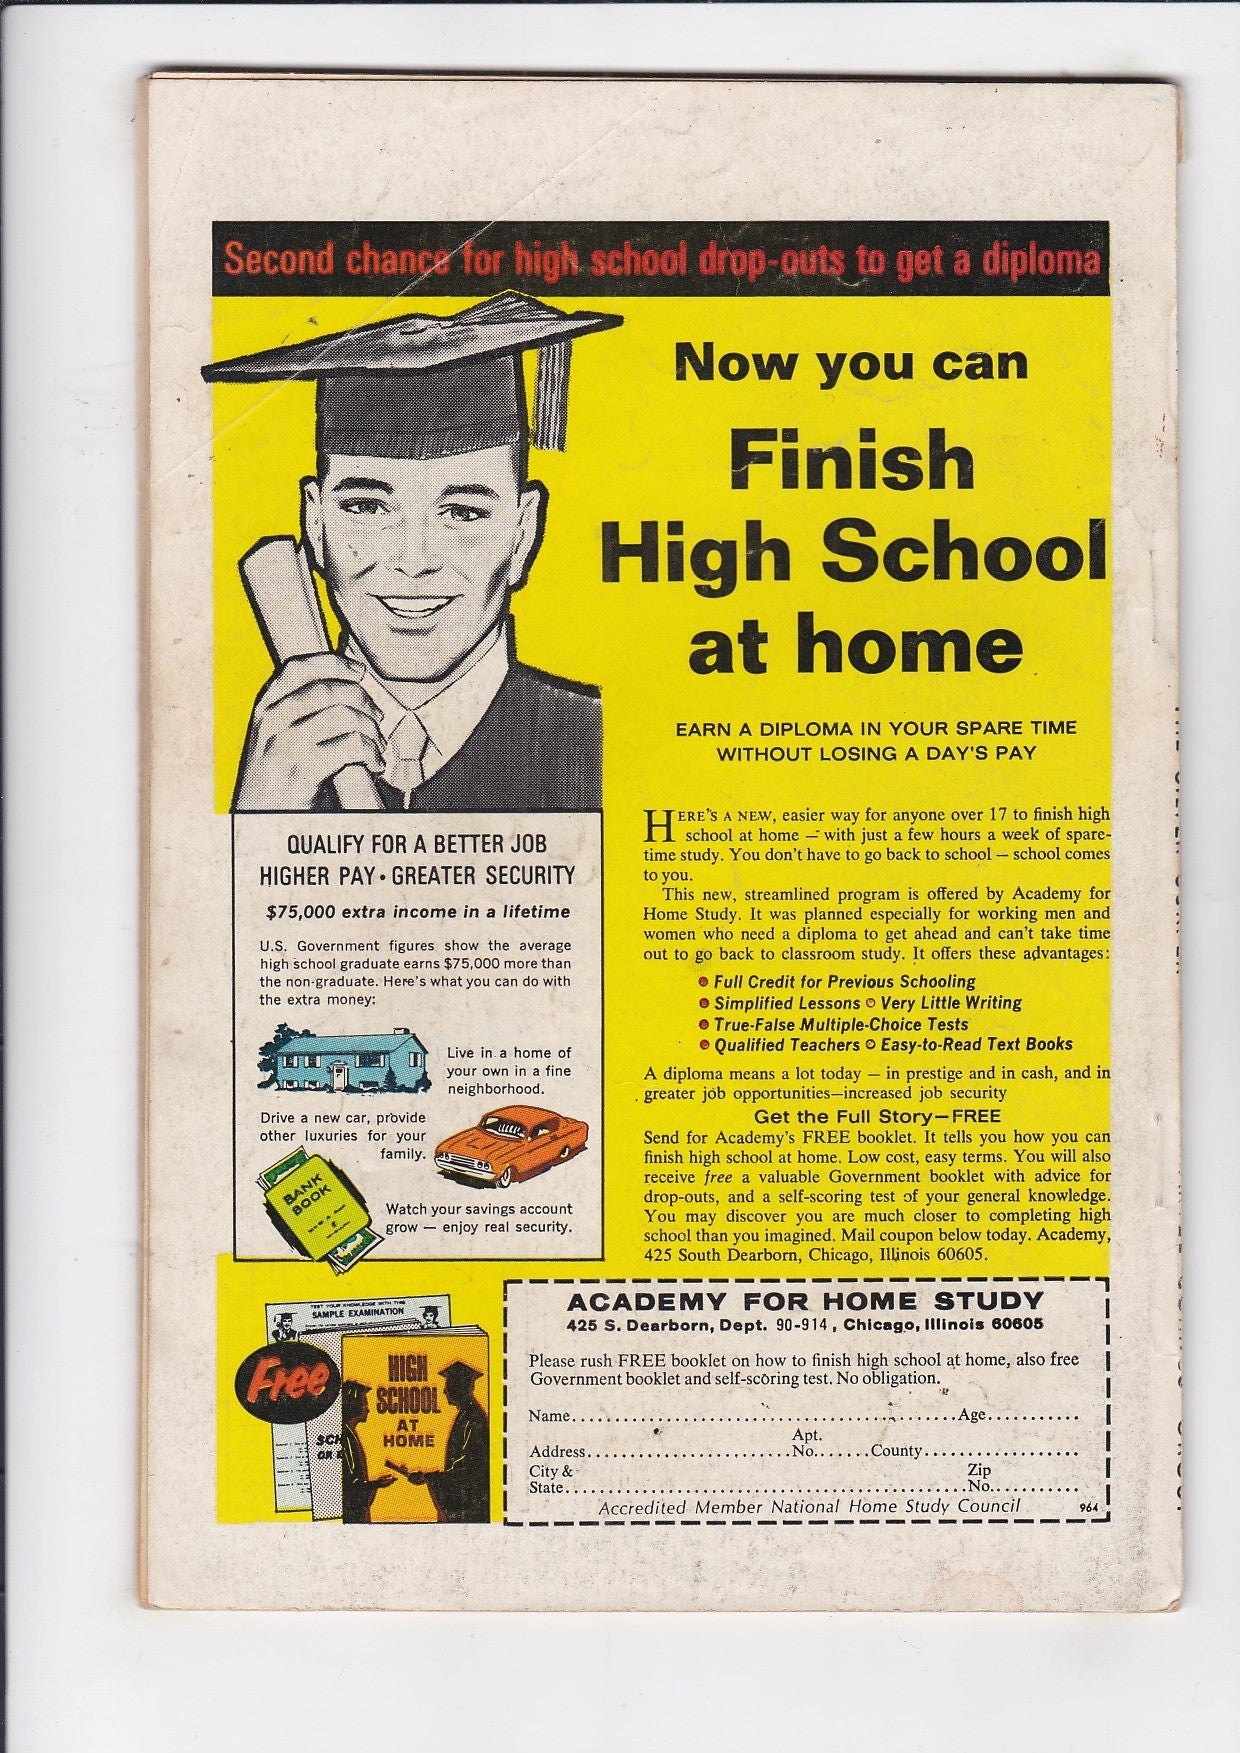 Second chance for high school drop-outs to get a diploma
Now you can
Finish
High School
at home
EARN A DIPLOMA IN YOUR SPARE TIME
WITHOUT LOSING A DAY'S PAY
HERE'S A NEW, easier way for anyone over 17 to finish high
school at home — with just a few hours a week of spare-
time study. You don't have to go back to school — school comes
to you.
This new, streamlined program is offered by Academy for
Home Study. It was planned especially for working men and
women who need a diploma to get ahead and can't take time
out to go back to classroom study. It offers these advantages:
• Full Credit for Previous Schooling
• Simplified Lessons • Very Little Writing
• True-False Multiple-Choice Tests
• Qualified Teachers • Easy-to-Read Text Books
A diploma means a lot today — in prestige and in cash, and in
greater job opportunities—increased job security
Get the Full Story—FREE
Send for Academy's FREE booklet. It tells you how you can
finish high school at home. Low cost, easy terms. You will also
receive free a valuable Government booklet with advice for
drop-outs, and a self-scoring test of your general knowledge.
You may discover you are much closer to completing high
school than you imagined. Mail coupon below today. Academy,
425 South Dearborn, Chicago, Illinois 60605.
QUALIFY FOR A BETTER JOB
HIGHER PAY • GREATER SECURITY
$75,000 extra income in a lifetime
U.S. Government figures show the average
high school graduate earns $75,000 more than
the non-graduate. Here's what you can do with
the extra money:
Live in a home of
your own in a fine
neighborhood.
Drive a new car, provide
other luxuries for your
family.
BANK
BOOK
Watch your savings account
grow — enjoy real security.
TEST YOUR KNOWLEDGE WITH THIS
SAMPLE EXAMINATION
Free
HIGH
SCHOOL
AT
HOME
ACADEMY FOR HOME STUDY
425 S. Dearborn, Dept. 90-914, Chicago, Illinois 60605
Please rush FREE booklet on how to finish high school at home, also free
Government booklet and self-scoring test. No obligation.
Name........................................Age...........
Apt.
Address.....................No.......County.................
City & Zip
State.........................................No..........
Accredited Member National Home Study Council 964